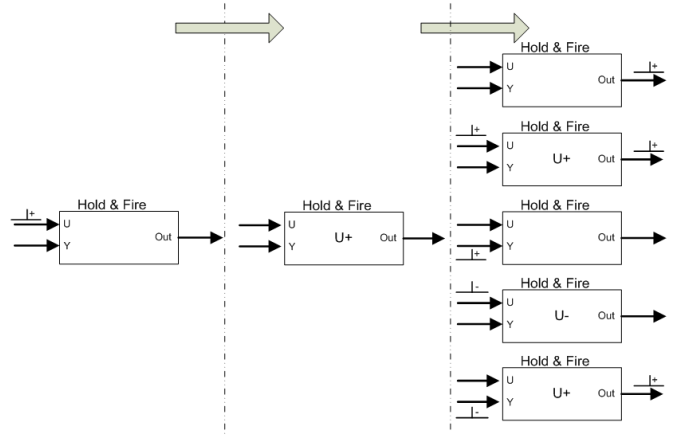 Hold & Fire
I+
U
Y
Out
Hold & Fire
U
Y
U+
Out
Hold & Fire
U
Y
Out
I+
Hold & Fire
I+
U
Y
U+
Out
I+
Hold & Fire
U
Y
Out
I+
Hold & Fire
I-
U
Y
U-
Out
Hold & Fire
U
Y
U+
Out
I+
I-